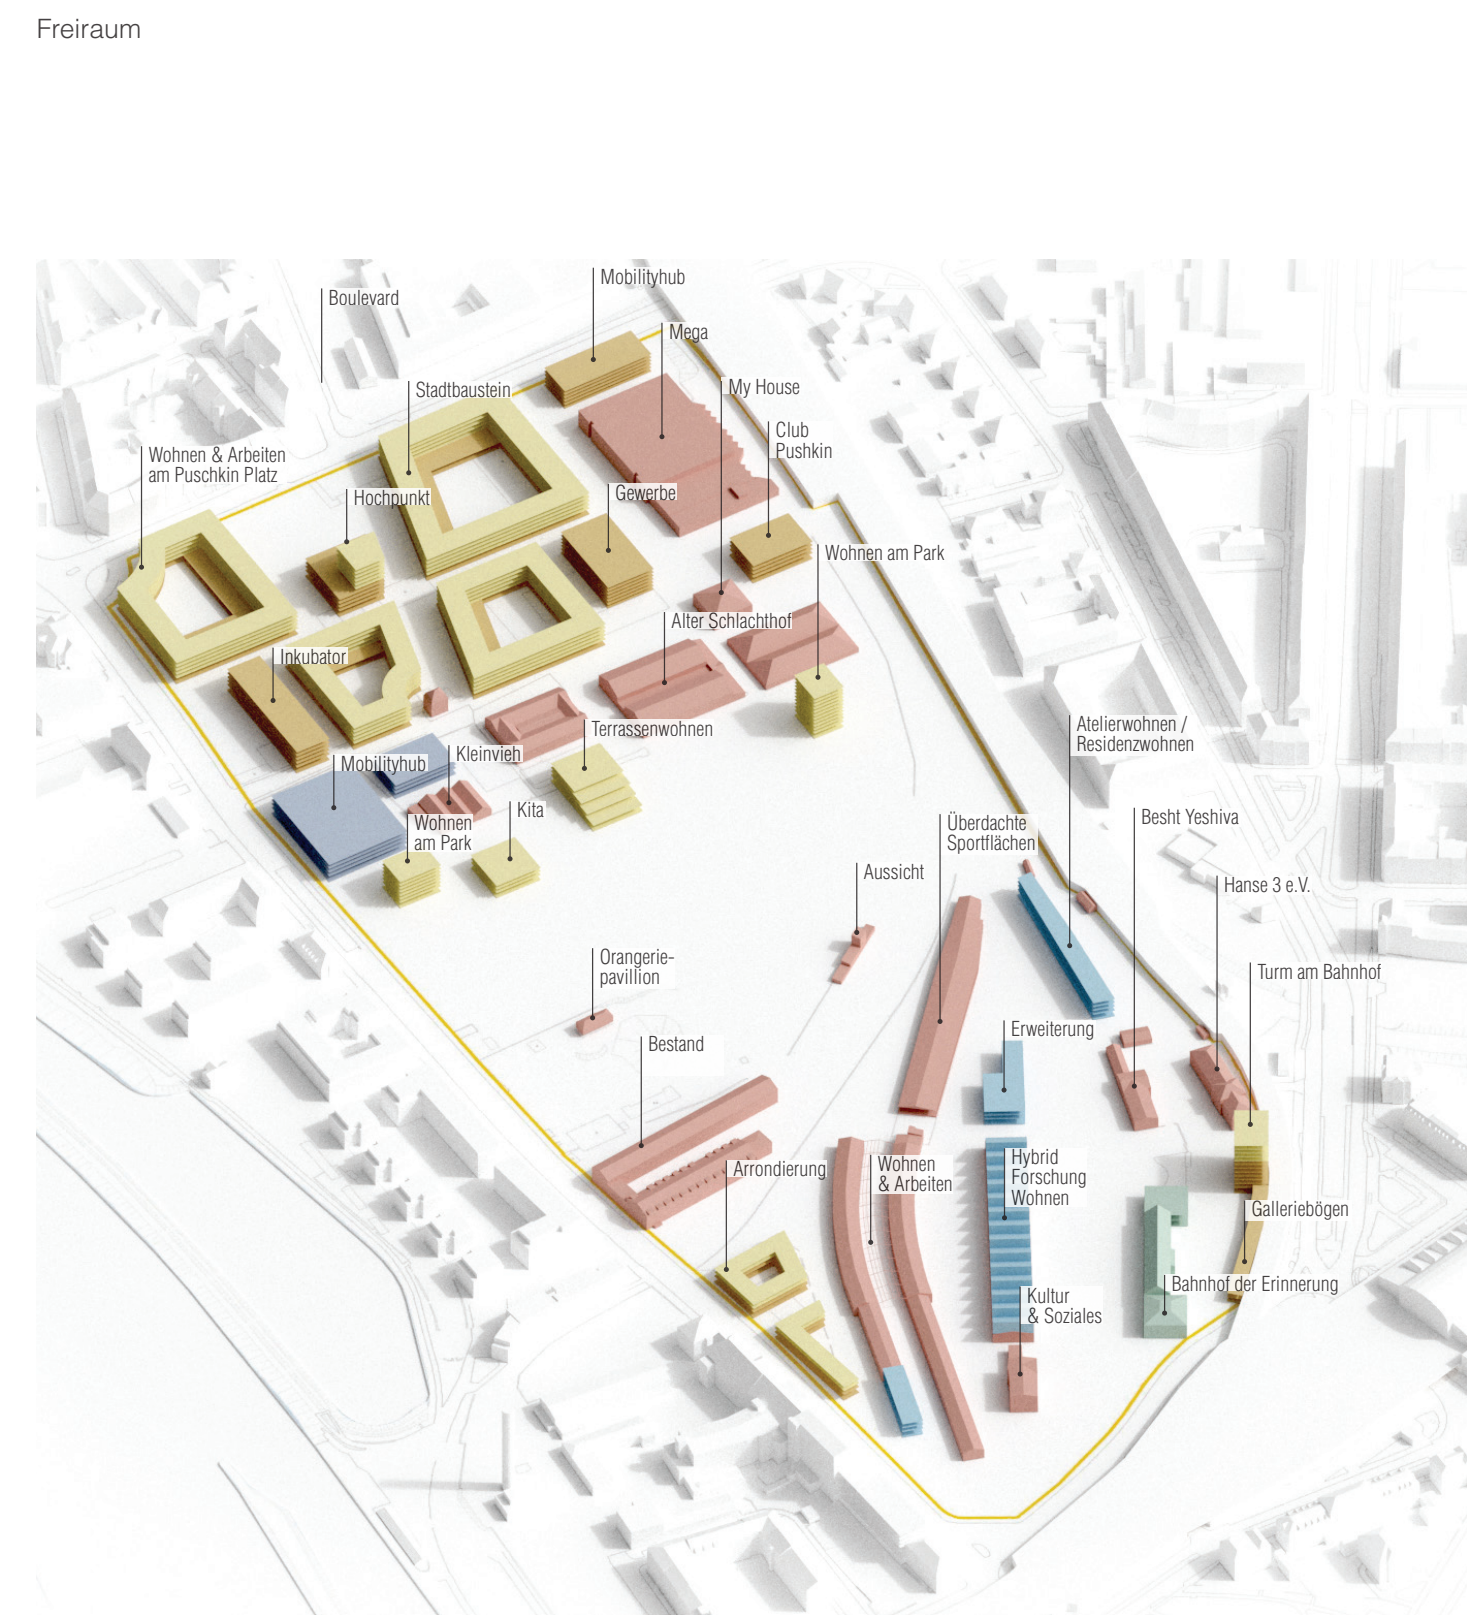 Freiraum
Mobilityhub
Boulevard
Mega
Stadtbaustein
My House
Club
Pushkin
Wohnen & Arbeiten
am Puschkin Platz
Hochpunkt
Gewerbe
Wohnen am Park
Alter Schlachthof
Inkubator
Terrassenwohnen
Atelierwohnen /
Residenzwohnen
Kleinvieh
Mobilityhub
Kita
Wohnen
am Park
Überdachte
Sportflächen
Besht Yeshiva
Aussicht
Hanse 3 e.V.
Orangerie-
pavillion
Turm am Bahnhof
Erweiterung
Bestand
Arrondierung
Wohnen
& Arbeiten
Hybrid
Forschung
Wohnen
Galleriebögen
Bahnhof der Erinnerung
Kultur
& Soziales